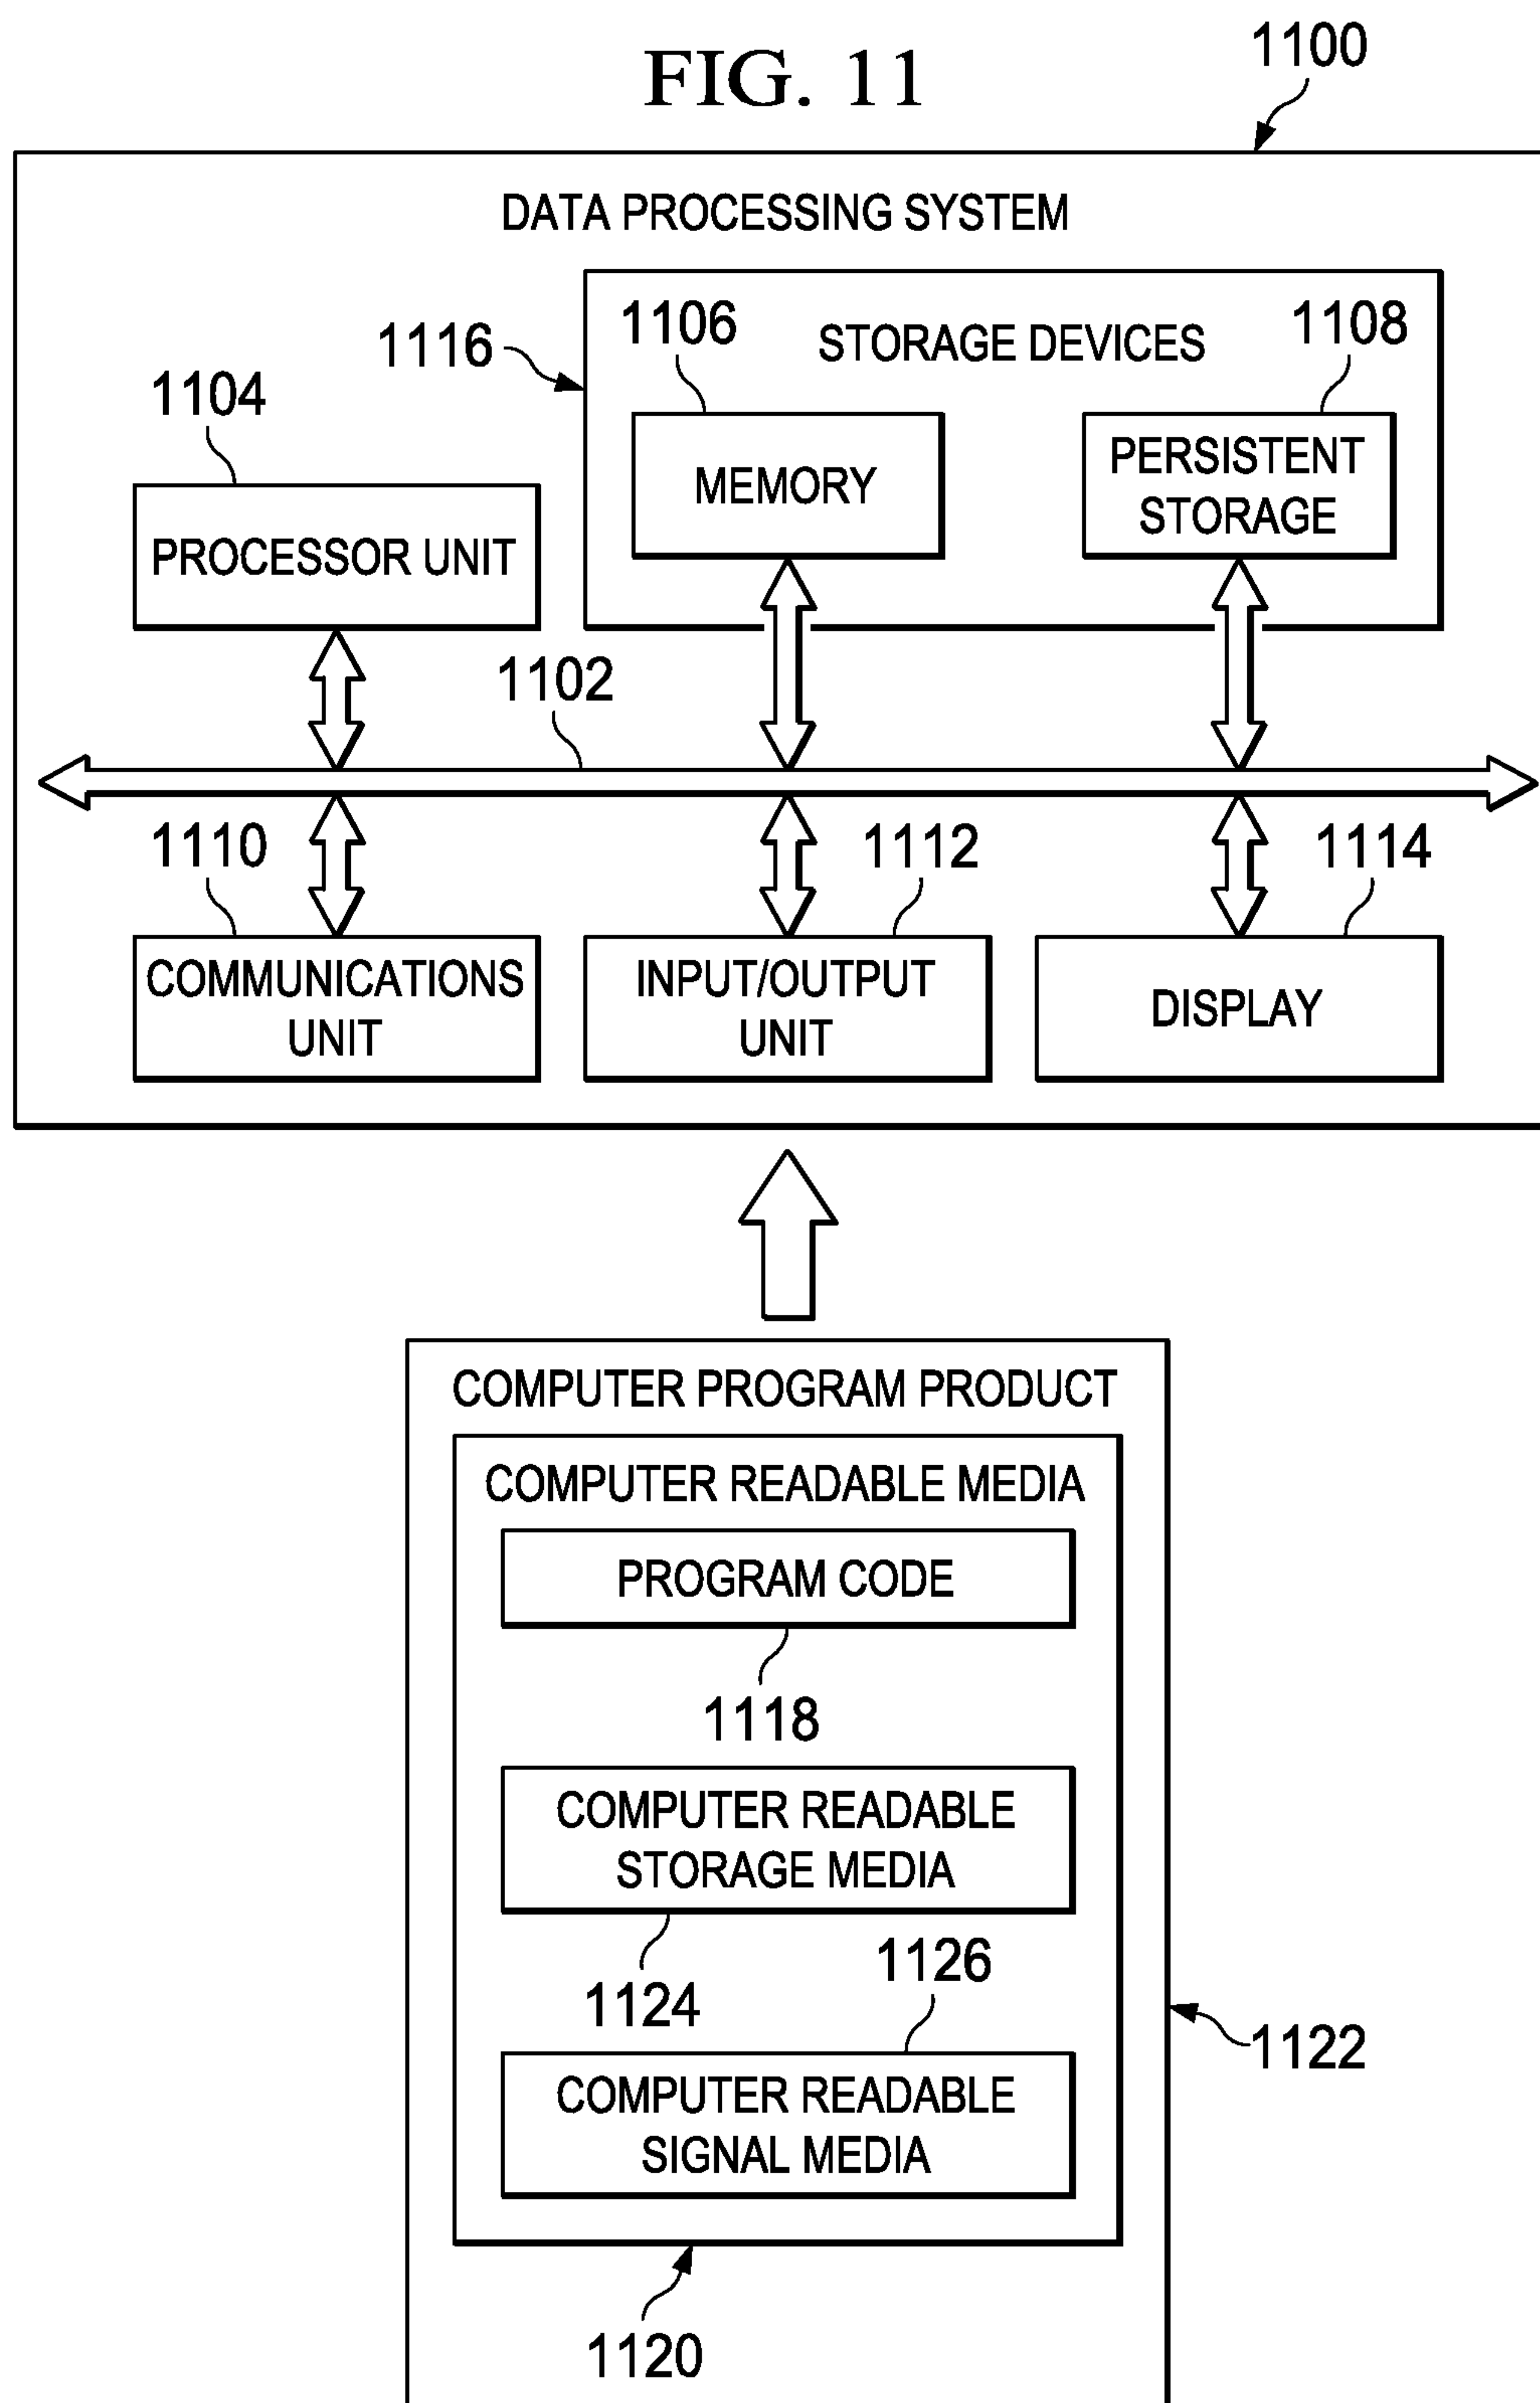 FIG. 11
1100
DATA PROCESSING SYSTEM
1116
1106
STORAGE DEVICES
1108
1104
MEMORY
PERSISTENT
STORAGE
PROCESSOR UNIT
1102
1110
1112
1114
COMMUNICATIONS
UNIT
INPUT/OUTPUT
UNIT
DISPLAY
COMPUTER PROGRAM PRODUCT
COMPUTER READABLE MEDIA
PROGRAM CODE
1118
COMPUTER READABLE
STORAGE MEDIA
1124
1126
1122
COMPUTER READABLE
SIGNAL MEDIA
1120